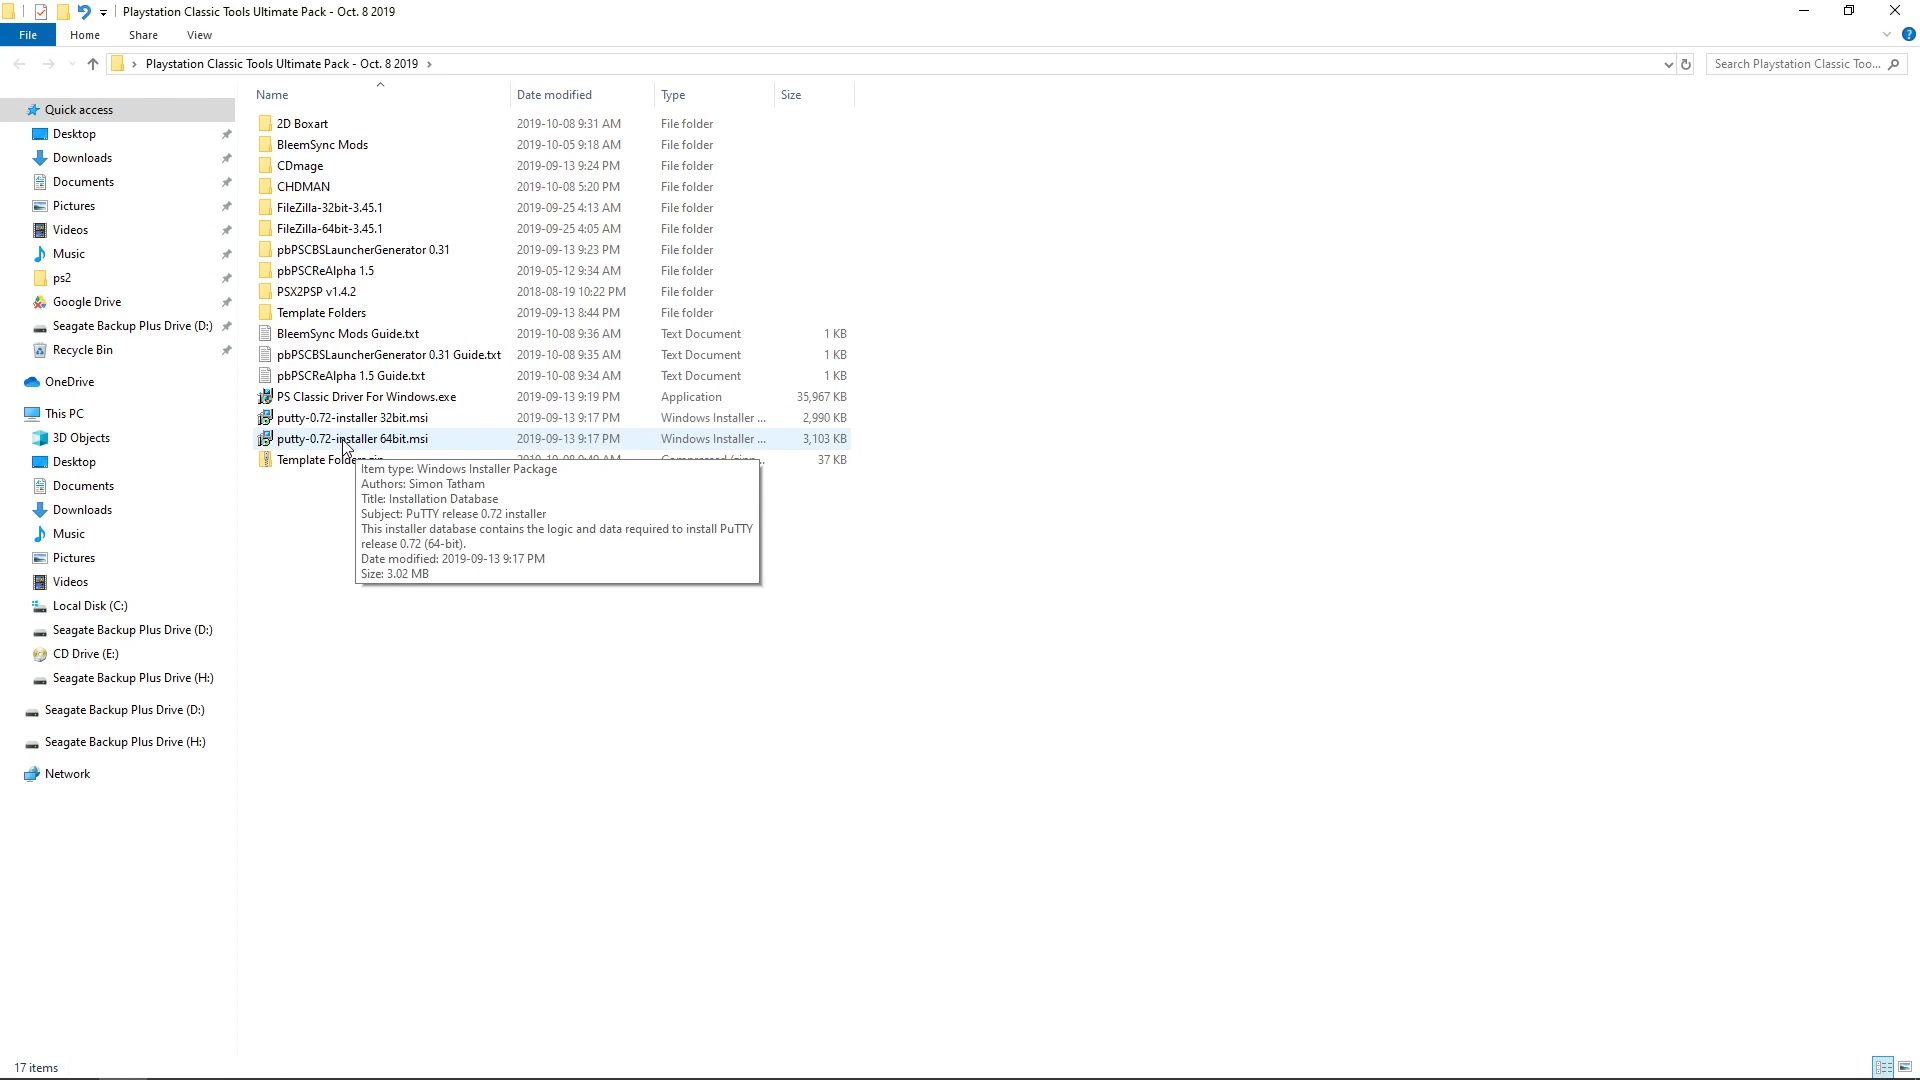 Playstation Classic Tools Ultimate Pack - Oct. 8 2019
File Home Share View
Playstation Classic Tools Ultimate Pack - Oct. 8 2019 Search Playstation Classic Too...
Quick access
Desktop
Downloads
Documents
Pictures
Videos
Music
ps2
Google Drive
Seagate Backup Plus Drive (D:)
Recycle Bin
OneDrive
This PC
3D Objects
Desktop
Documents
Downloads
Music
Pictures
Videos
Local Disk (C:)
Seagate Backup Plus Drive (D:)
CD Drive (E:)
Seagate Backup Plus Drive (H:)
Seagate Backup Plus Drive (D:)
Seagate Backup Plus Drive (H:)
Network
Name Date modified Type Size
2D Boxart 2019-10-08 9:31 AM File folder
BleemSync Mods 2019-10-05 9:18 AM File folder
CDmage 2019-09-13 9:24 PM File folder
CHDMAN 2019-10-08 5:20 PM File folder
FileZilla-32bit-3.45.1 2019-09-25 4:13 AM File folder
FileZilla-64bit-3.45.1 2019-09-25 4:05 AM File folder
pbPSCBSLauncherGenerator 0.31 2019-09-13 9:23 PM File folder
pbPSCReAlpha 1.5 2019-05-12 9:34 AM File folder
PSX2PSP v1.4.2 2018-08-19 10:22 PM File folder
Template Folders 2019-09-13 8:44 PM File folder
BleemSync Mods Guide.txt 2019-10-08 9:36 AM Text Document 1 KB
pbPSCBSLauncherGenerator 0.31 Guide.txt 2019-10-08 9:35 AM Text Document 1 KB
pbPSCReAlpha 1.5 Guide.txt 2019-10-08 9:34 AM Text Document 1 KB
PS Classic Driver For Windows.exe 2019-09-13 9:19 PM Application 35,967 KB
putty-0.72-installer 32bit.msi 2019-09-13 9:17 PM Windows Installer ... 2,990 KB
putty-0.72-installer 64bit.msi 2019-09-13 9:17 PM Windows Installer ... 3,103 KB
Template 37 KB
Item type: Windows Installer Package
Authors: Simon Tatham
Title: Installation Database
Subject: PuTTY release 0.72 installer
This installer database contains the logic and data required to install PuTTY
release 0.72 (64-bit).
Date modified: 2019-09-13 9:17 PM
Size: 3.02 MB
17 items